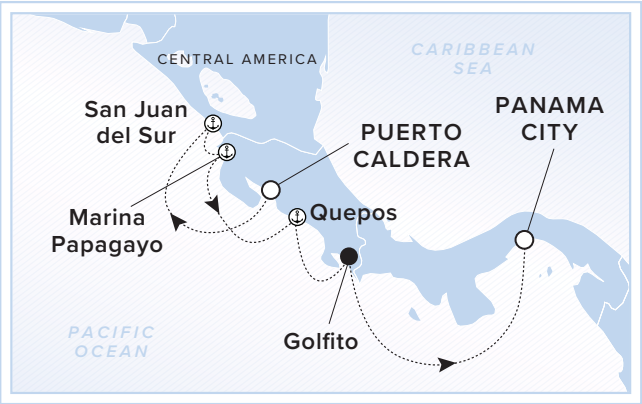 CENTRAL AMERICA
CARIBBEAN
SEA
San Juan
del Sur
PUERTO
CALDERA
PANAMA
CITY
Marina
Papagayo
Quepos
Golfito
PACIFIC
OCEAN